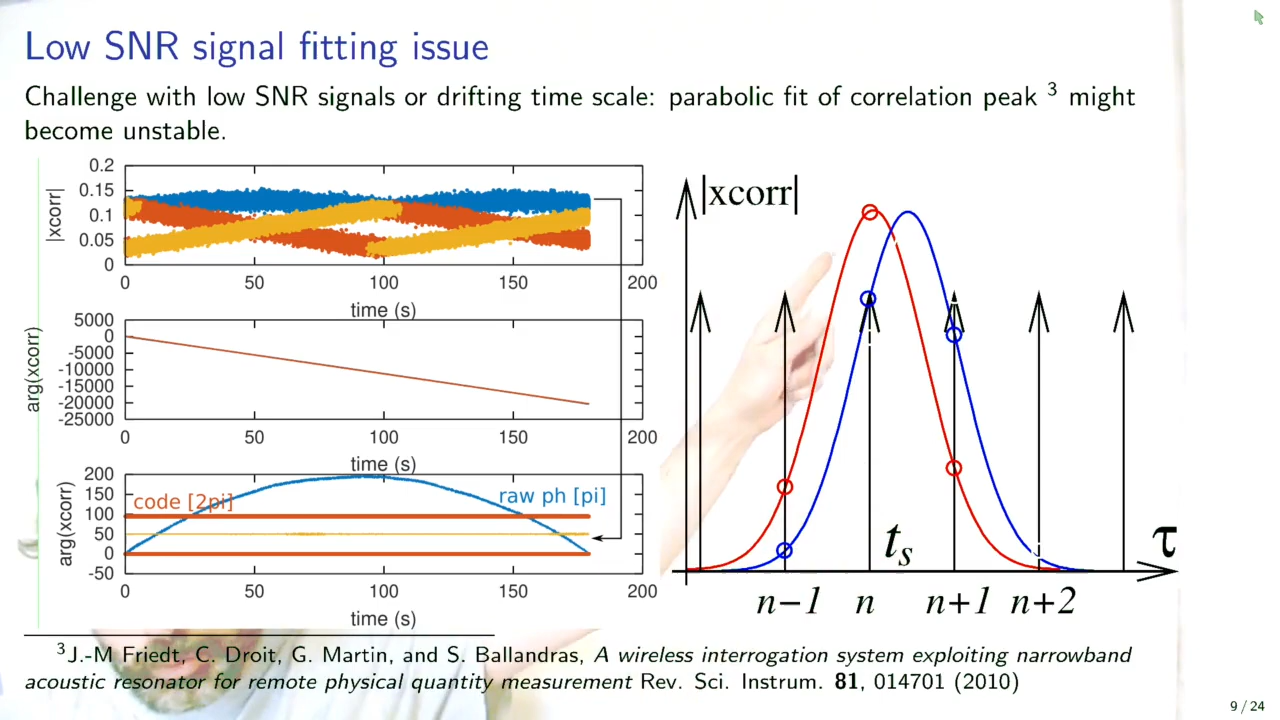 Low SNR signal fitting issue
Challenge with low SNR signals or drifting time scale: parabolic fit of correlation peak 3 might
become unstable.
|xcorr|
0.2
0.15
0.1
0.05
0
0 50 100 150 200
time (s)
arg(xcorr)
5000
0
-5000
-10000
-15000
-20000
-25000
0 50 100 150 200
time (s)
arg(xcorr)
200
150
100
50
0
-50
code [2pi]
raw ph [pi]
0 50 100 150 200
time (s)
|xcorr|
ts
τ
n−1 n n+1 n+2
3J.-M Friedt, C. Droit, G. Martin, and S. Ballandras, A wireless interrogation system exploiting narrowband
acoustic resonator for remote physical quantity measurement Rev. Sci. Instrum. 81, 014701 (2010)
9 / 24